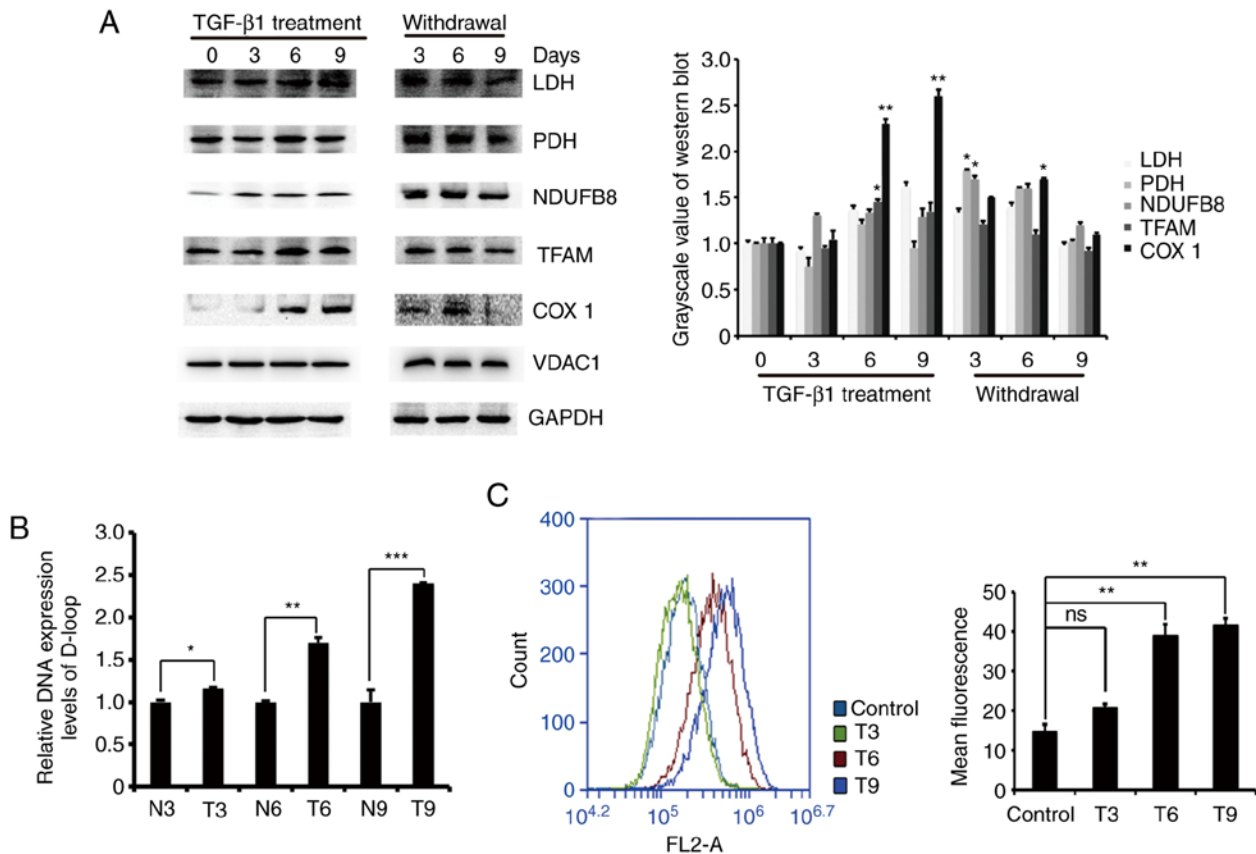 A
TGF-β1 treatment
Withdrawal
0 3 6 9 3 6 9 Days
LDH
PDH
NDUFB8
TFAM
COX 1
VDAC1
GAPDH
Grayscale value of western blot
3.0
2.5
2.0
1.5
1.0
0.5
0
** ** * * * *
0 3 6 9 3 6 9
TGF-β1 treatment
Withdrawal
LDH
PDH
NDUFB8
TFAM
COX 1
B
Relative DNA expression
levels of D-loop
3.0
2.5
2.0
1.5
1.0
0.5
0
*
**
***
N3 T3 N6 T6 N9 T9
C
Count
400
300
200
100
0
10^4.2 10^5 10^6 10^6.7
FL2-A
Control
T3
T6
T9
Mean fluorescence
50
40
30
20
10
0
**
**
ns
Control T3 T6 T9